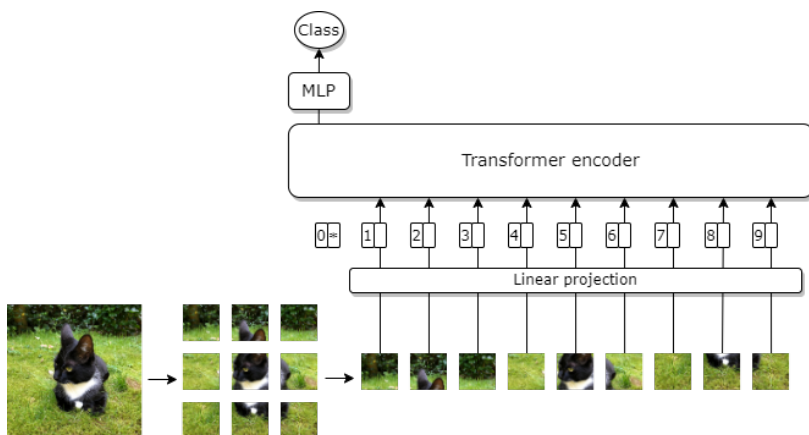 Class
MLP
Transformer encoder
0* 1 2 3 4 5 6 7 8 9
Linear projection